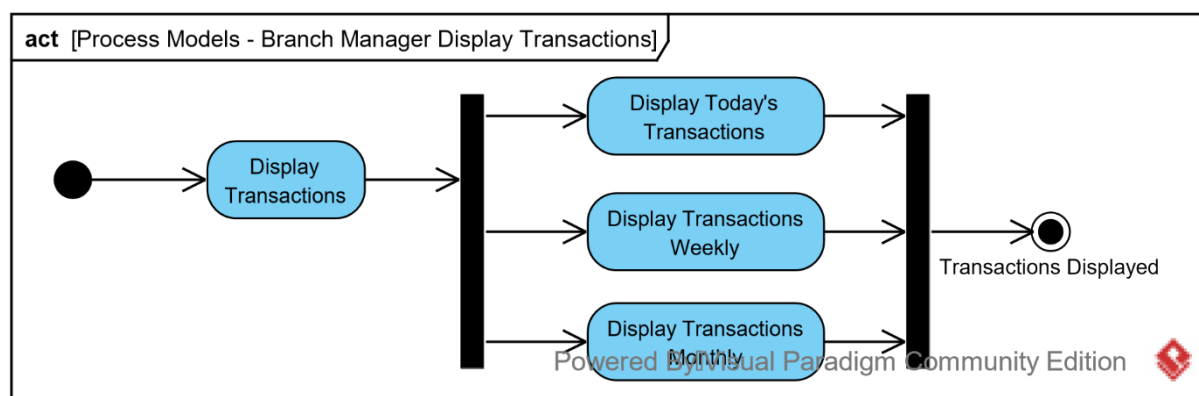 act [Process Models - Branch Manager Display Transactions]
Display
Transactions
Display Today's
Transactions
Display Transactions
Weekly
Display Transactions
Monthly
Transactions Displayed
Powered By Visual Paradigm Community Edition